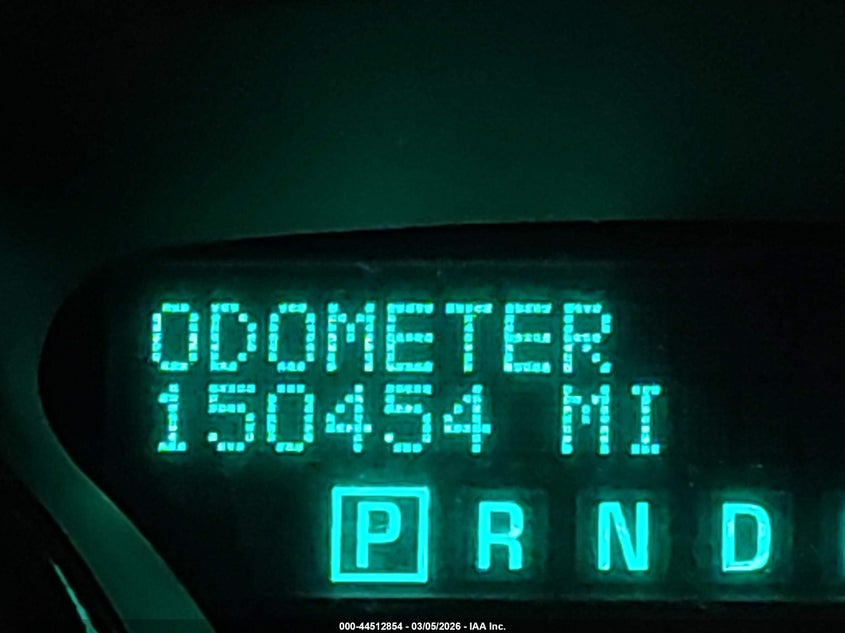 ODOMETER
150454 MI
P R N D
000-44512854 - 03/05/2026 - IAA Inc.